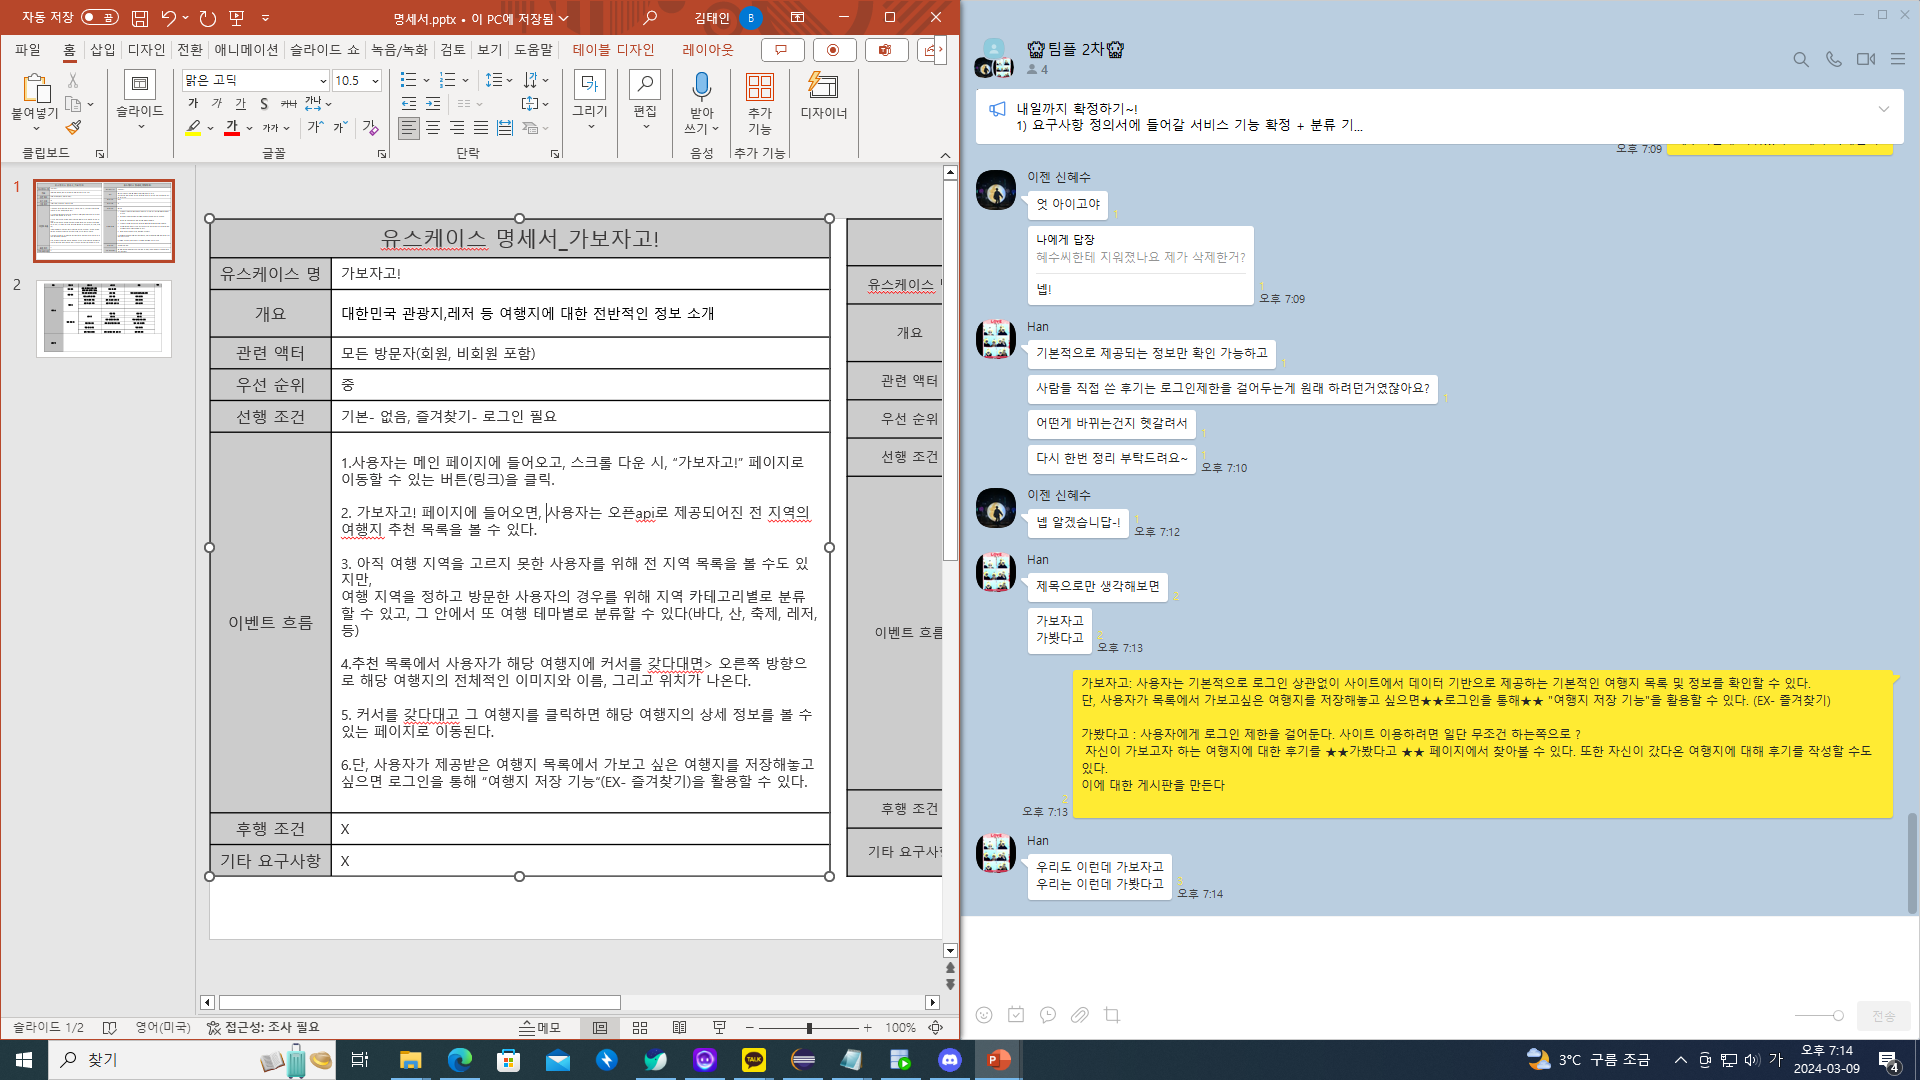 자동 저장
끔
명세서.pptx • 이 PC에 저장됨
김태인
B
파일
홈
삽입
디자인
전환
애니메이션
슬라이드 쇼
녹음/녹화
검토
보기
도움말
테이블 디자인
레이아웃
붙여넣기
클립보드
슬라이드
맑은 고딕
10.5
글꼴
단락
그리기
편집
받아
쓰기
음성
추가
기능
추가 기능
디자이너
1
2
유스케이스 명세서_가보자고!
유스케이스 명
가보자고!
개요
대한민국 관광지,레저 등 여행지에 대한 전반적인 정보 소개
관련 액터
모든 방문자(회원, 비회원 포함)
우선 순위
중
선행 조건
기본- 없음, 즐겨찾기- 로그인 필요
이벤트 흐름
1.사용자는 메인 페이지에 들어오고, 스크롤 다운 시, “가보자고!” 페이지로
이동할 수 있는 버튼(링크)을 클릭.
2. 가보자고! 페이지에 들어오면, 사용자는 오픈api로 제공되어진 전 지역의
여행지 추천 목록을 볼 수 있다.
3. 아직 여행 지역을 고르지 못한 사용자를 위해 전 지역 목록을 볼 수도 있
지만,
여행 지역을 정하고 방문한 사용자의 경우를 위해 지역 카테고리별로 분류
할 수 있고, 그 안에서 또 여행 테마별로 분류할 수 있다(바다, 산, 축제, 레저,
등)
4.추천 목록에서 사용자가 해당 여행지에 커서를 갖다대면> 오른쪽 방향으
로 해당 여행지의 전체적인 이미지와 이름, 그리고 위치가 나온다.
5. 커서를 갖다대고 그 여행지를 클릭하면 해당 여행지의 상세 정보를 볼 수
있는 페이지로 이동된다.
6.단, 사용자가 제공받은 여행지 목록에서 가보고 싶은 여행지를 저장해놓고
싶으면 로그인을 통해 “여행지 저장 기능”(EX- 즐겨찾기)을 활용할 수 있다.
후행 조건
X
기타 요구사항
X
유스케이스
개요
관련 액터
우선 순위
선행 조건
이벤트 흐름
후행 조건
기타 요구사항
슬라이드 1/2
영어(미국)
접근성: 조사 필요
메모
100%
팀플 2차
4
내일까지 확정하기~!
1) 요구사항 정의서에 들어갈 서비스 기능 확정 + 분류 기...
오후 7:09
이젠 신혜수
엇 아이고야
1
나에게 답장
혜수씨한테 지워졌나요 제가 삭제한거?
넵!
1
오후 7:09
Han
기본적으로 제공되는 정보만 확인 가능하고
1
사람들 직접 쓴 후기는 로그인제한을 걸어두는게 원래 하려던거였잖아요?
1
어떤게 바뀌는건지 헷갈려서
1
다시 한번 정리 부탁드려요~
1
오후 7:10
이젠 신혜수
넵 알겠습니답-!
1
오후 7:12
Han
제목으로만 생각해보면
2
가보자고
가봤다고
2
오후 7:13
가보자고: 사용자는 기본적으로 로그인 상관없이 사이트에서 데이터 기반으로 제공하는 기본적인 여행지 목록 및 정보를 확인할 수 있다.
단, 사용자가 목록에서 가보고싶은 여행지를 저장해놓고 싶으면★★로그인을 통해★★ "여행지 저장 기능"을 활용할 수 있다. (EX- 즐겨찾기)
가봤다고 : 사용자에게 로그인 제한을 걸어둔다. 사이트 이용하려면 일단 무조건 하는쪽으로 ?
자신이 가보고자 하는 여행지에 대한 후기를 ★★가봤다고 ★★ 페이지에서 찾아볼 수 있다. 또한 자신이 갔다온 여행지에 대해 후기를 작성할 수도
있다.
이에 대한 게시판을 만든다
2
오후 7:13
Han
우리도 이런데 가보자고
우리는 이런데 가봤다고
3
오후 7:14
전송
찾기
3°C 구름 조금
가
오후 7:14
2024-03-09
4